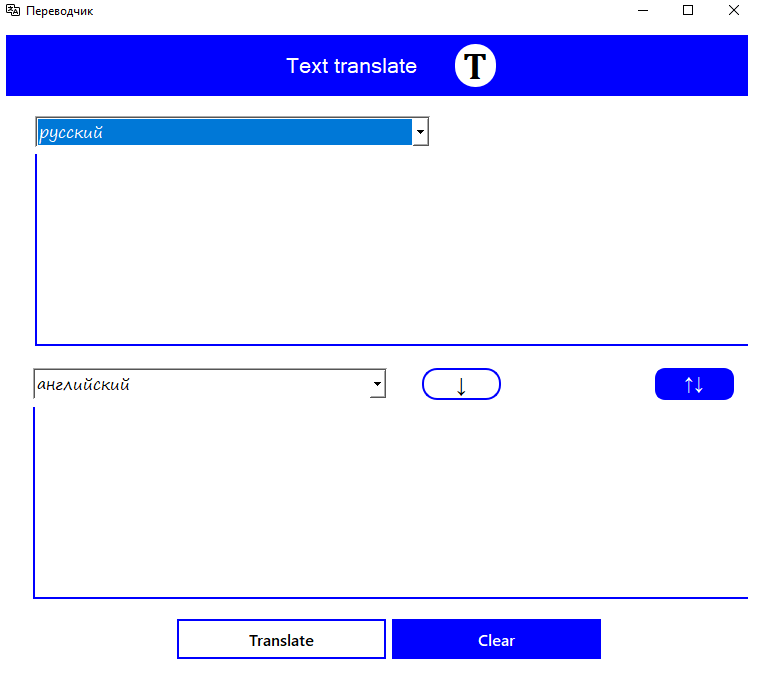 Переводчик
Text translate T
русский
английский ↓ ↑↓
Translate Clear